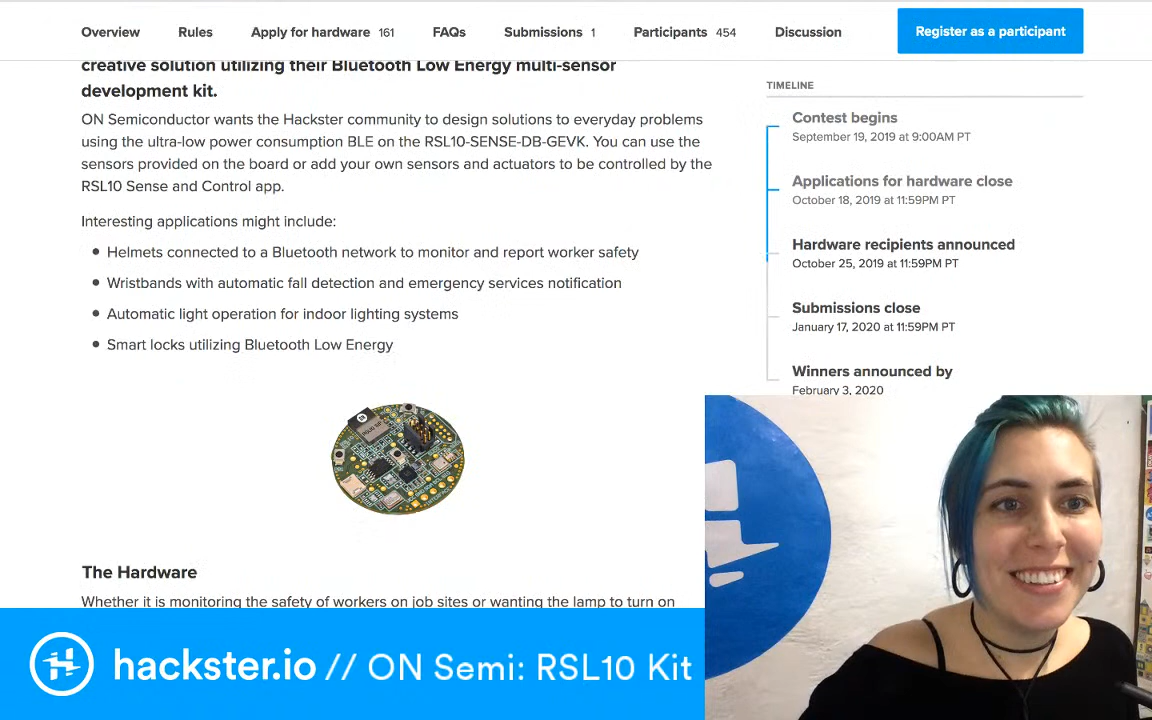 Overview Rules Apply for hardware 161 FAQs Submissions 1 Participants 454 Discussion Register as a participant
creative solution utilizing their Bluetooth Low Energy multi-sensor
development kit.
ON Semiconductor wants the Hackster community to design solutions to everyday problems
using the ultra-low power consumption BLE on the RSL10-SENSE-DB-GEVK. You can use the
sensors provided on the board or add your own sensors and actuators to be controlled by the
RSL10 Sense and Control app.
Interesting applications might include:
Helmets connected to a Bluetooth network to monitor and report worker safety
Wristbands with automatic fall detection and emergency services notification
Automatic light operation for indoor lighting systems
Smart locks utilizing Bluetooth Low Energy
The Hardware
Whether it is monitoring the safety of workers on job sites or wanting the lamp to turn on
TIMELINE
Contest begins
September 19, 2019 at 9:00AM PT
Applications for hardware close
October 18, 2019 at 11:59PM PT
Hardware recipients announced
October 25, 2019 at 11:59PM PT
Submissions close
January 17, 2020 at 11:59PM PT
Winners announced by
February 3, 2020
hackster.io // ON Semi: RSL10 Kit